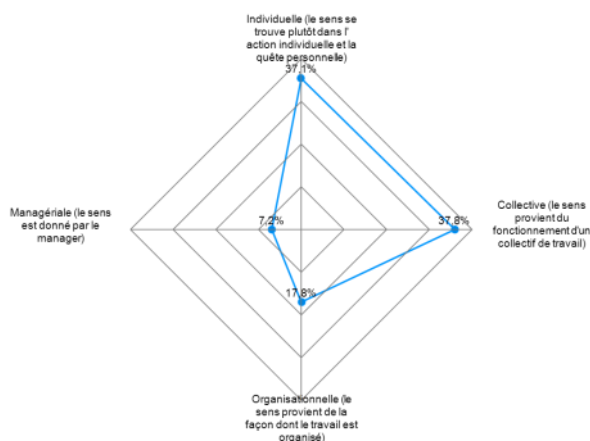 Individuelle (le sens se
trouve plutôt dans l'
action individuelle et la
quête personnelle)
37.1%
Managériale (le sens
est donné par le
manager)
7.2%
37.8%
Collective (le sens
provient du
fonctionnement d'un
collectif de travail)
17.8%
Organisationnelle (le
sens provient de la
façon dont le travail est
organisé)